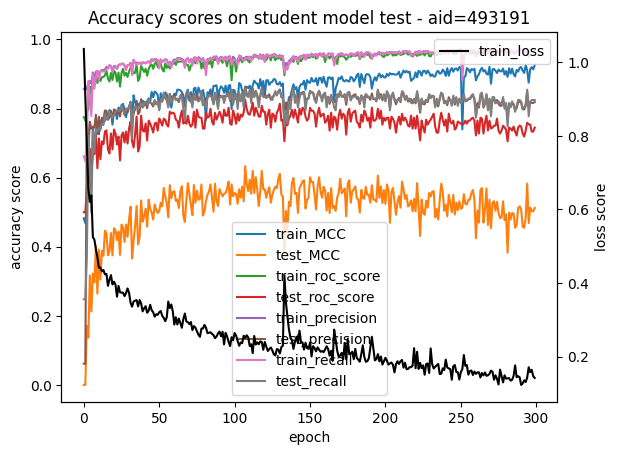 Accuracy scores on student model test - aid=493191
train_loss
1.0
0.8
0.6
0.4
0.2
0.0
accuracy score
1.0
0.8
0.6
0.4
0.2
loss score
train_MCC
test_MCC
train_roc_score
test_roc_score
train_precision
test_precision
train_recall
test_recall
0
50
100
150
200
250
300
epoch